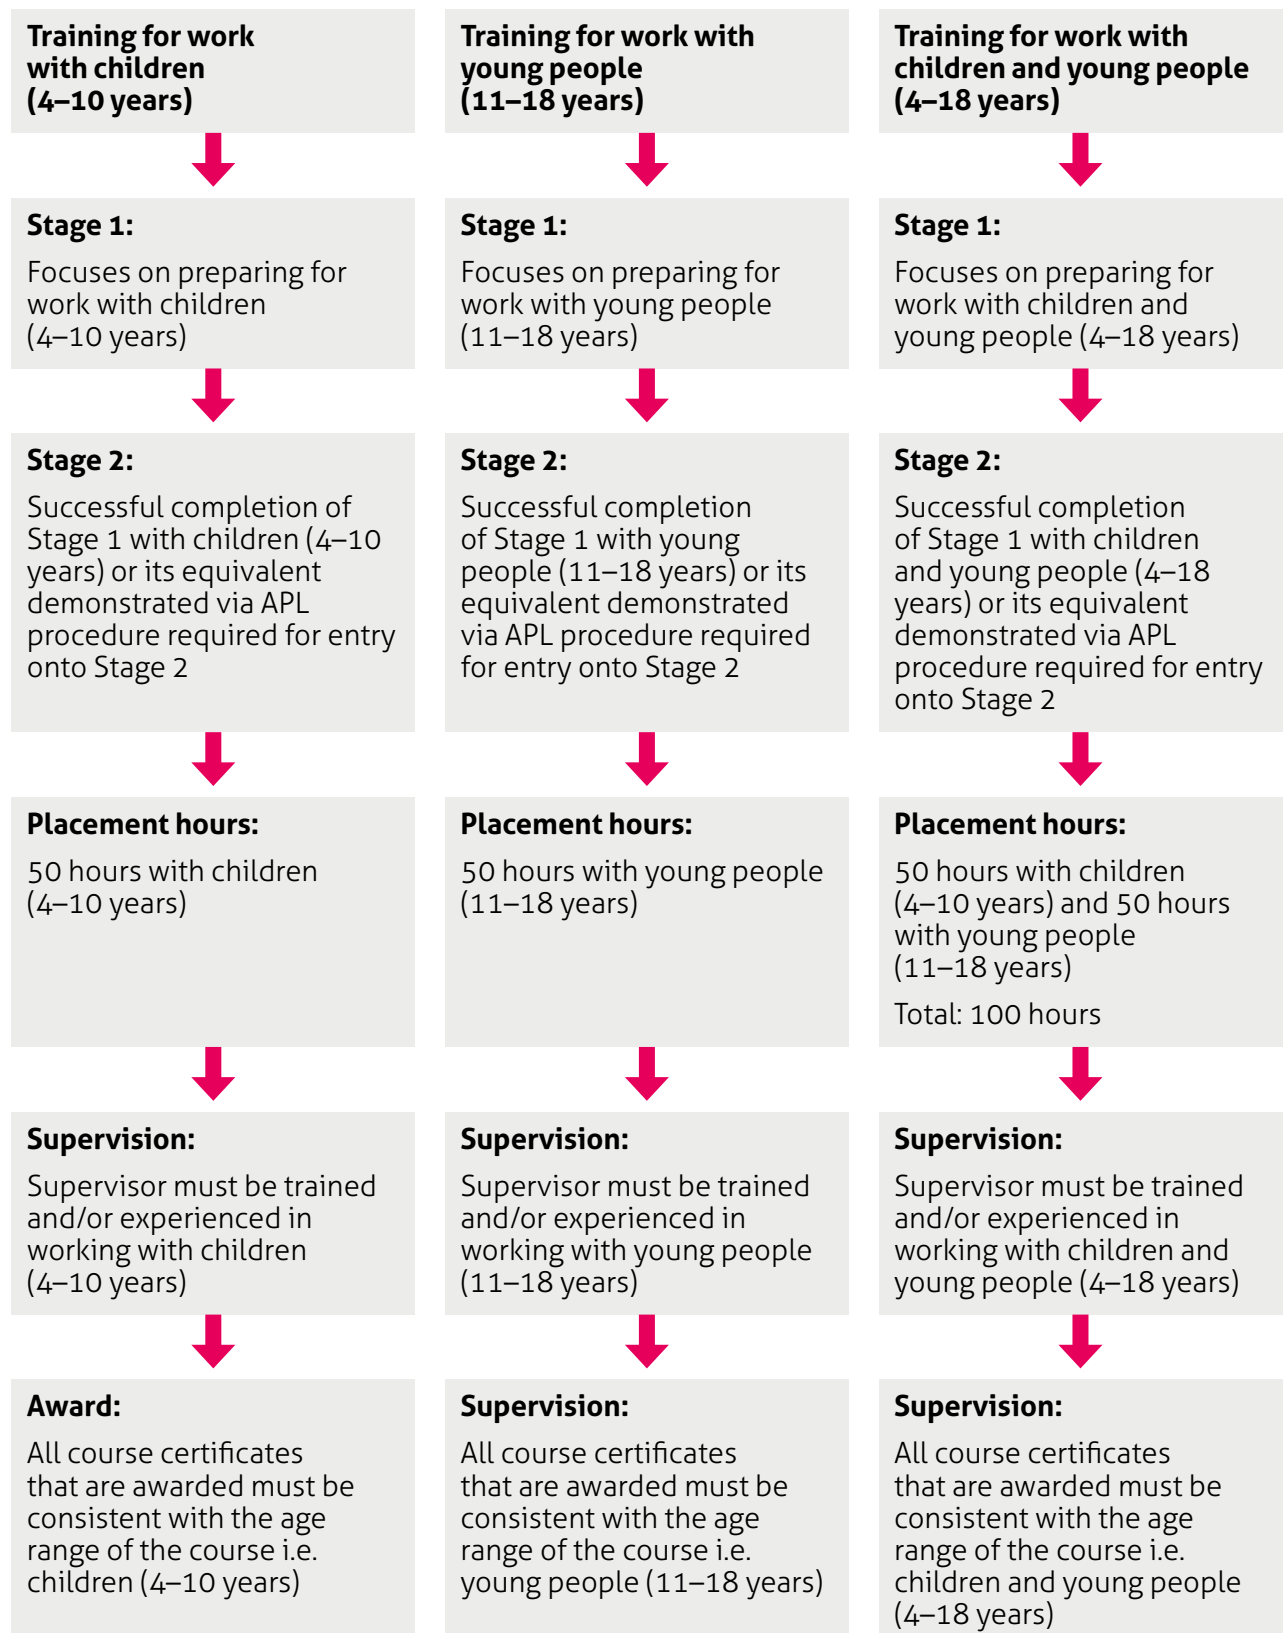 Training for work
with children
(4–10 years)
Training for work with
young people
(11–18 years)
Training for work with
children and young people
(4–18 years)
Stage 1:
Focuses on preparing for
work with children
(4–10 years)
Stage 1:
Focuses on preparing for
work with young people
(11–18 years)
Stage 1:
Focuses on preparing for
work with children and
young people (4–18 years)
Stage 2:
Successful completion of
Stage 1 with children (4–10
years) or its equivalent
demonstrated via APL
procedure required for entry
onto Stage 2
Stage 2:
Successful completion
of Stage 1 with young
people (11–18 years) or its
equivalent demonstrated
via APL procedure required
for entry onto Stage 2
Stage 2:
Successful completion
of Stage 1 with children
and young people (4–18
years) or its equivalent
demonstrated via APL
procedure required for entry
onto Stage 2
Placement hours:
50 hours with children
(4–10 years)
Placement hours:
50 hours with young people
(11–18 years)
Placement hours:
50 hours with children
(4–10 years) and 50 hours
with young people
(11–18 years)
Total: 100 hours
Supervision:
Supervisor must be trained
and/or experienced in
working with children
(4–10 years)
Supervision:
Supervisor must be trained
and/or experienced in
working with young people
(11–18 years)
Supervision:
Supervisor must be trained
and/or experienced in
working with children and
young people (4–18 years)
Award:
All course certificates
that are awarded must be
consistent with the age
range of the course i.e.
children (4–10 years)
Supervision:
All course certificates
that are awarded must be
consistent with the age
range of the course i.e.
young people (11–18 years)
Supervision:
All course certificates
that are awarded must be
consistent with the age
range of the course i.e.
children and young people
(4–18 years)